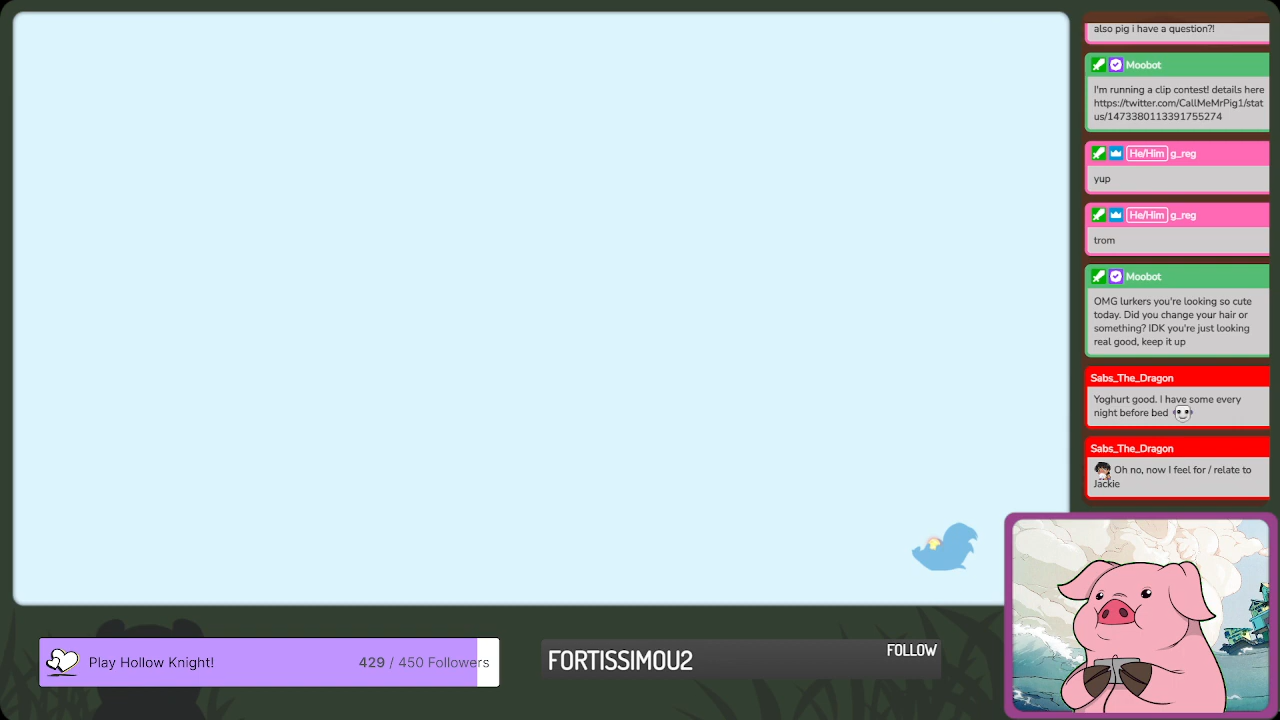 also pig i have a question?!
Moobot
I'm running a clip contest! details here
https://twitter.com/CallMeMrPig1/stat
us/1473380113391755274
He/Him g_reg
yup
He/Him g_reg
trom
Moobot
OMG lurkers you're looking so cute
today. Did you change your hair or
something? IDK you're just looking
real good, keep it up
Sabs_The_Dragon
Yoghurt good. I have some every
night before bed
Sabs_The_Dragon
Oh no, now I feel for / relate to
Jackie
Play Hollow Knight! 429 / 450 Followers
FORTISSIMOU2 FOLLOW